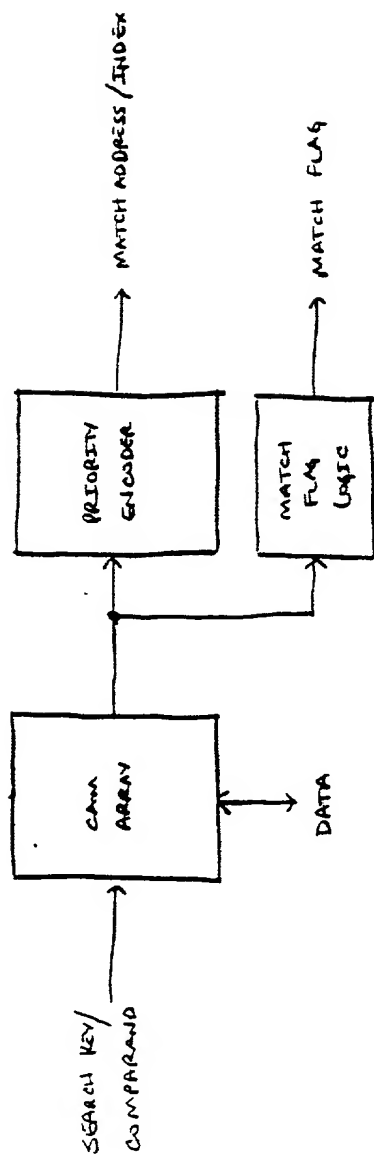 SEARCH KEY/
COMPARAND
CAM
ARRAY
DATA
PRIORITY
ENCODER
MATCH ADDRESS/INDEX
MATCH
FLAG
LOGIC
MATCH FLAG